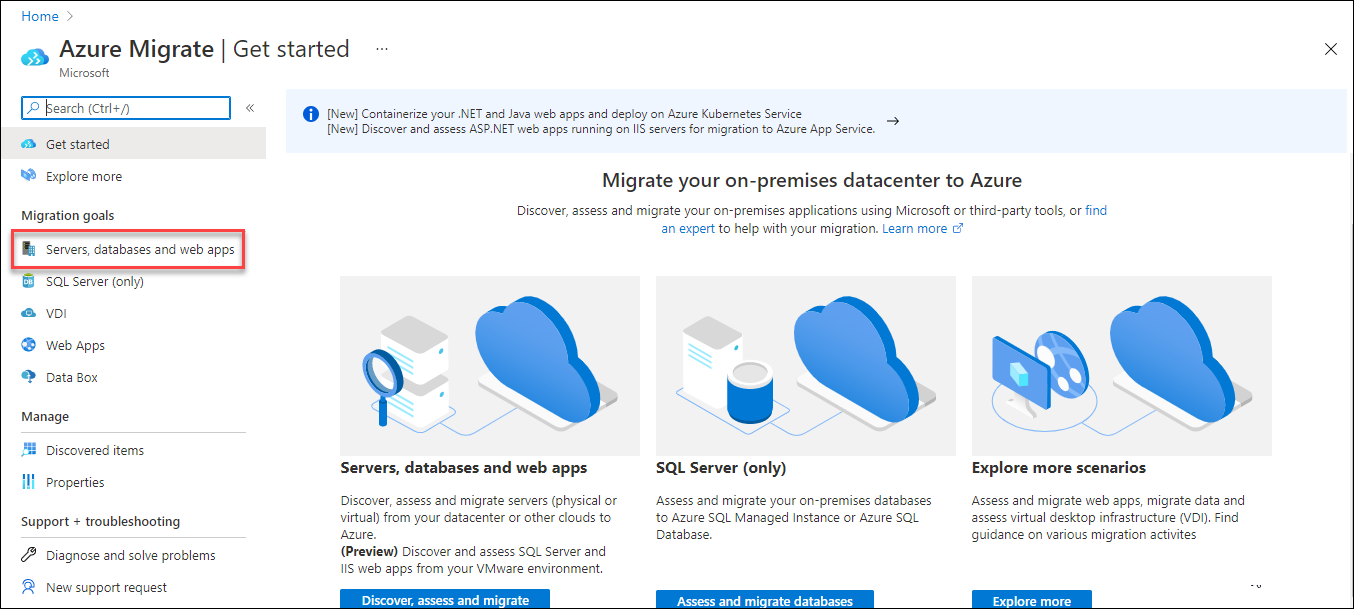 Home
Azure Migrate | Get started ...
Microsoft
Search (Ctrl+/)
«
Get started
Explore more
Migration goals
Servers, databases and web apps
SQL Server (only)
VDI
Web Apps
Data Box
Manage
Discovered items
Properties
Support + troubleshooting
Diagnose and solve problems
New support request
[New] Containerize your .NET and Java web apps and deploy on Azure Kubernetes Service
[New] Discover and assess ASP.NET web apps running on IIS servers for migration to Azure App Service.
Migrate your on-premises datacenter to Azure
Discover, assess and migrate your on-premises applications using Microsoft or third-party tools, or find
an expert to help with your migration. Learn more
Servers, databases and web apps
Discover, assess and migrate servers (physical or
virtual) from your datacenter or other clouds to
Azure.
(Preview) Discover and assess SQL Server and
IIS web apps from your VMware environment.
Discover, assess and migrate
SQL Server (only)
Assess and migrate your on-premises databases
to Azure SQL Managed Instance or Azure SQL
Database.
Assess and migrate databases
Explore more scenarios
Assess and migrate web apps, migrate data and
assess virtual desktop infrastructure (VDI). Find
guidance on various migration activites
Explore more